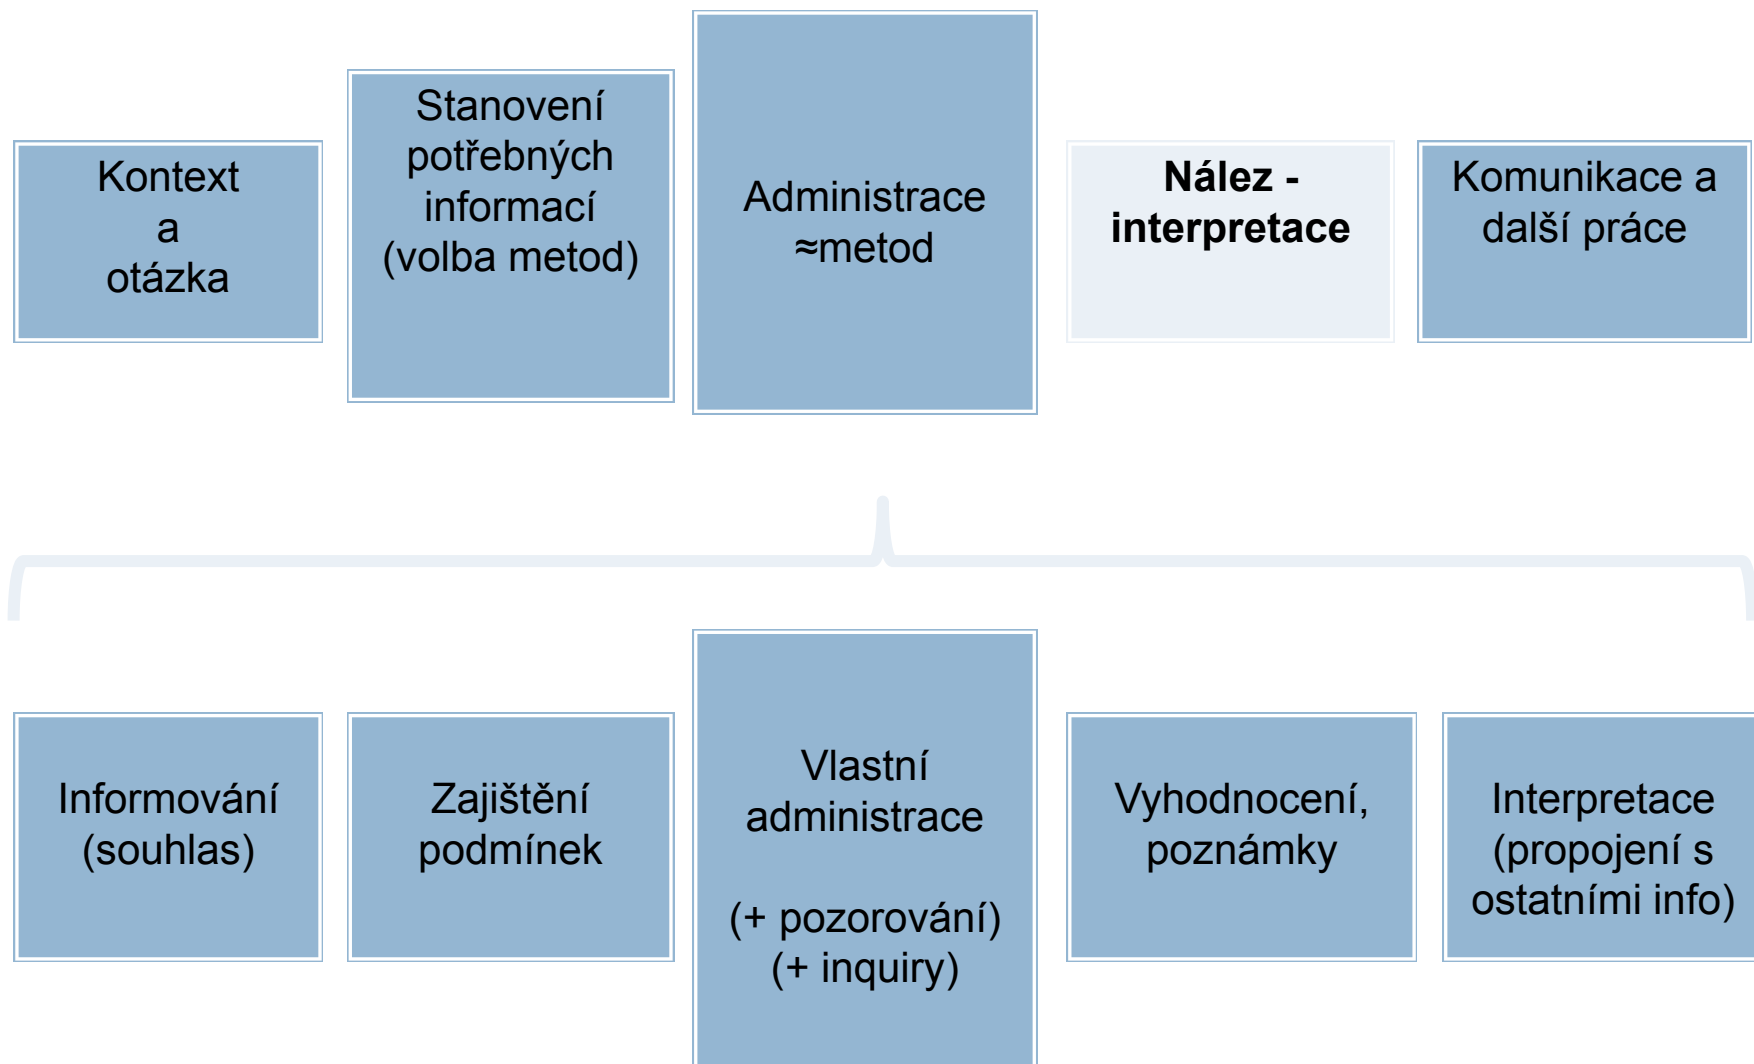 Kontext
a
otázka
Stanovení
potřebných
informací
(volba metod)
Administrace
≈metod
Nález -
interpretace
Komunikace a
další práce
Informování
(souhlas)
Zajištění
podmínek
Vlastní
administrace
(+ pozorování)
(+ inquiry)
Vyhodnocení,
poznámky
Interpretace
(propojení s
ostatními info)